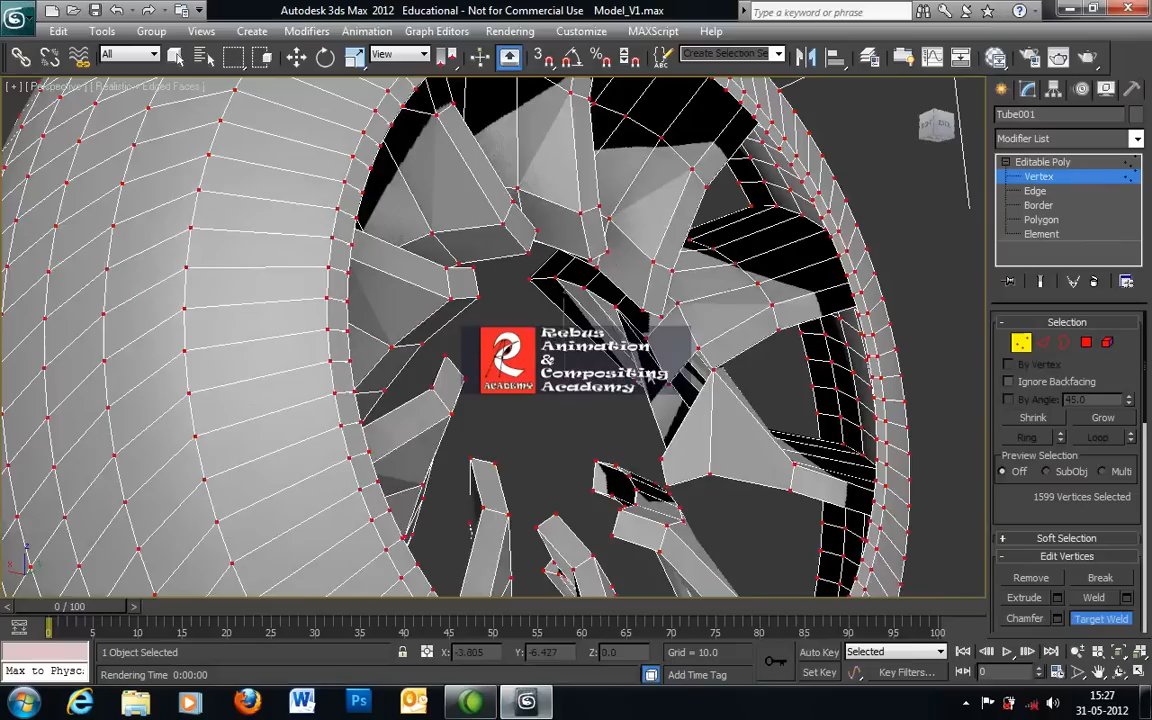 Autodesk 3ds Max 2012 Educational - Not for Commercial Use Model_V1.max
Type a keyword or phrase
Edit Tools Group Views Create Modifiers Animation Graph Editors Rendering Customize MAXScript Help
All View Create Selection Se
[ + ] [ Perspective ] [ Realistic + Edged Faces ]
Tube001
Modifier List
Editable Poly
Vertex
Edge
Border
Polygon
Element
Rebus
Animation
&
Compositing
Academy
R
ACADEMY
- Selection
By Vertex
Ignore Backfacing
By Angle: 45.0
Shrink Grow
Ring Loop
Preview Selection
Off SubObj Multi
1599 Vertices Selected
+ Soft Selection
- Edit Vertices
Remove Break
Extrude Weld
Chamfer Target Weld
< 0 / 100 >
0 5 10 15 20 25 30 35 40 45 50 55 60 65 70 75 80 85 90 95 100
1 Object Selected X: -3.805 Y: -6.427 Z: 0.0 Grid = 10.0 Auto Key Selected
Max to Physc: Rendering Time 0:00:00 Add Time Tag Set Key Key Filters... 0
15:27
31-05-2012